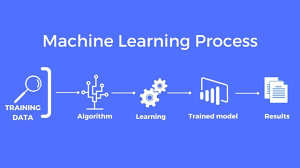 Machine Learning Process
TRAINING
DATA
Algorithm
Learning
Trained model
Results